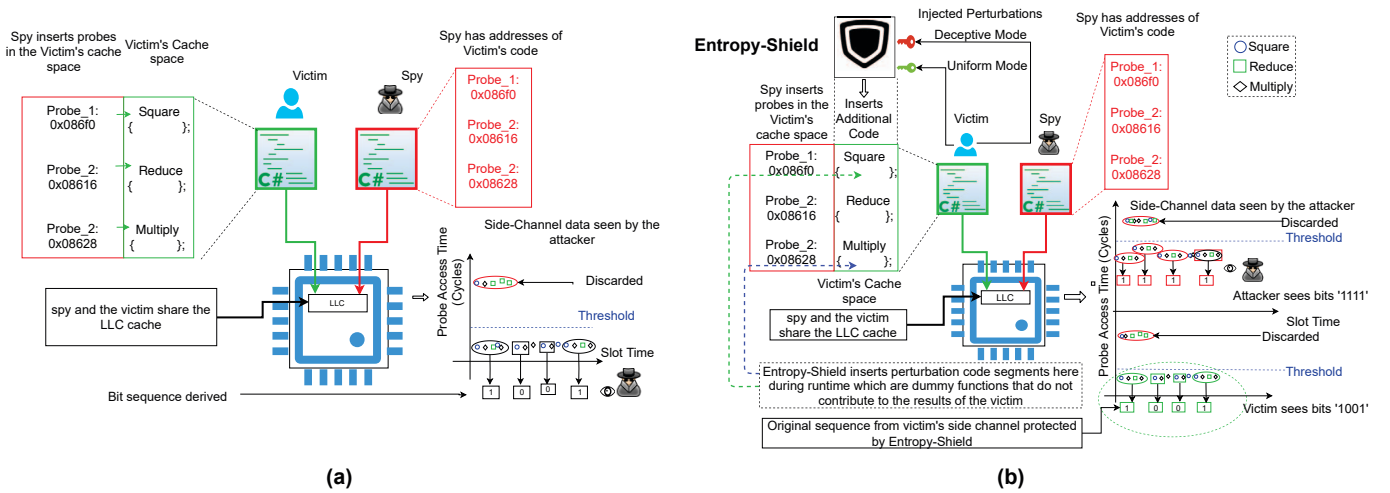 (a)
Spy inserts probes
in the Victim's cache
space
Victim's Cache
space
Victim
Spy
Spy has addresses of
Victim's code
Probe_1:
0x086f0
Square
{ };
Probe_2:
0x08616
Reduce
{ };
Probe_2:
0x08628
Multiply
{ };
C#
C#
Probe_1:
0x086f0
Probe_2:
0x08616
Probe_2:
0x08628
LLC
spy and the victim share the
LLC cache
Bit sequence derived
Side-Channel data seen by the
attacker
Probe Access Time
(Cycles)
Discarded
Threshold
Slot Time
1
0
0
1
(a)
(b)
Entropy-Shield
Injected Perturbations
Deceptive Mode
Uniform Mode
Spy has addresses of
Victim's code
Square
Reduce
Multiply
Spy inserts
probes in the
Victim's
cache space
Inserts
Additional
Code
Victim
Spy
Probe_1:
0x086f0
Square
{ };
Probe_2:
0x08616
Reduce
{ };
Probe_2:
0x08628
Multiply
{ };
Victim's Cache
space
C#
C#
Probe_1:
0x086f0
Probe_2:
0x08616
Probe_2:
0x08628
LLC
spy and the victim
share the LLC cache
Entropy-Shield inserts perturbation code segments here
during runtime which are dummy functions that do not
contribute to the results of the victim
Original sequence from victim's side channel protected
by Entropy-Shield
Side-Channel data seen by the attacker
Probe Access Time (Cycles)
Discarded
Threshold
1
1
1
1
Attacker sees bits '1111'
Slot Time
Discarded
Threshold
1
0
0
1
Victim sees bits '1001'
(b)